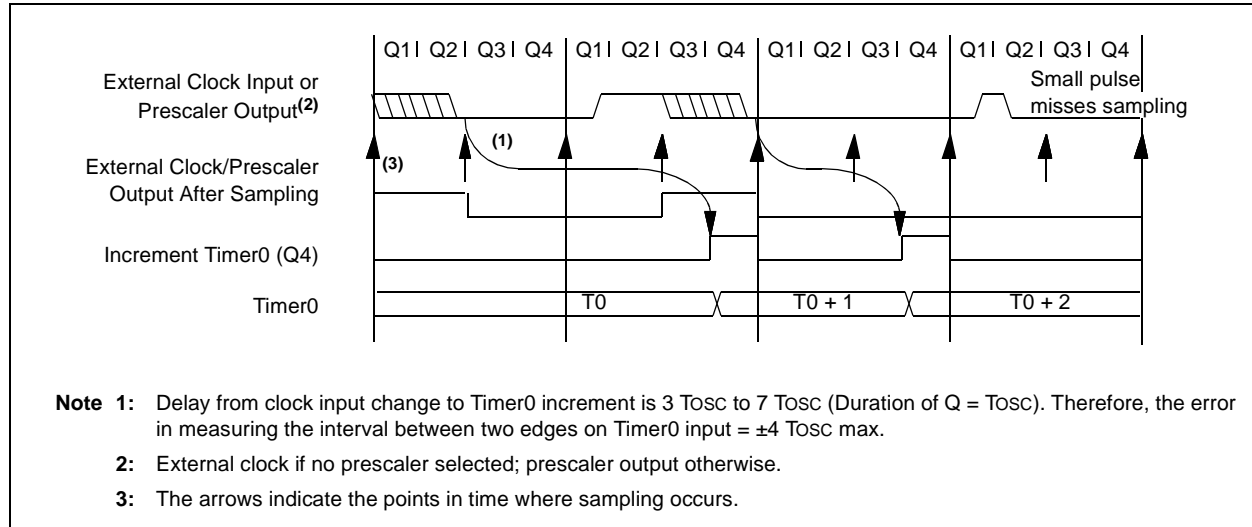 Q1 | Q2 | Q3 | Q4 Q1 | Q2 | Q3 | Q4 Q1 | Q2 | Q3 | Q4 Q1 | Q2 | Q3 | Q4
External Clock Input or
Prescaler Output(2)
Small pulse
misses sampling
(1)
(3)
External Clock/Prescaler
Output After Sampling
Increment Timer0 (Q4)
Timer0 T0 T0 + 1 T0 + 2
Note 1: Delay from clock input change to Timer0 increment is 3 TOSC to 7 TOSC (Duration of Q = TOSC). Therefore, the error
in measuring the interval between two edges on Timer0 input = ±4 TOSC max.
2: External clock if no prescaler selected; prescaler output otherwise.
3: The arrows indicate the points in time where sampling occurs.